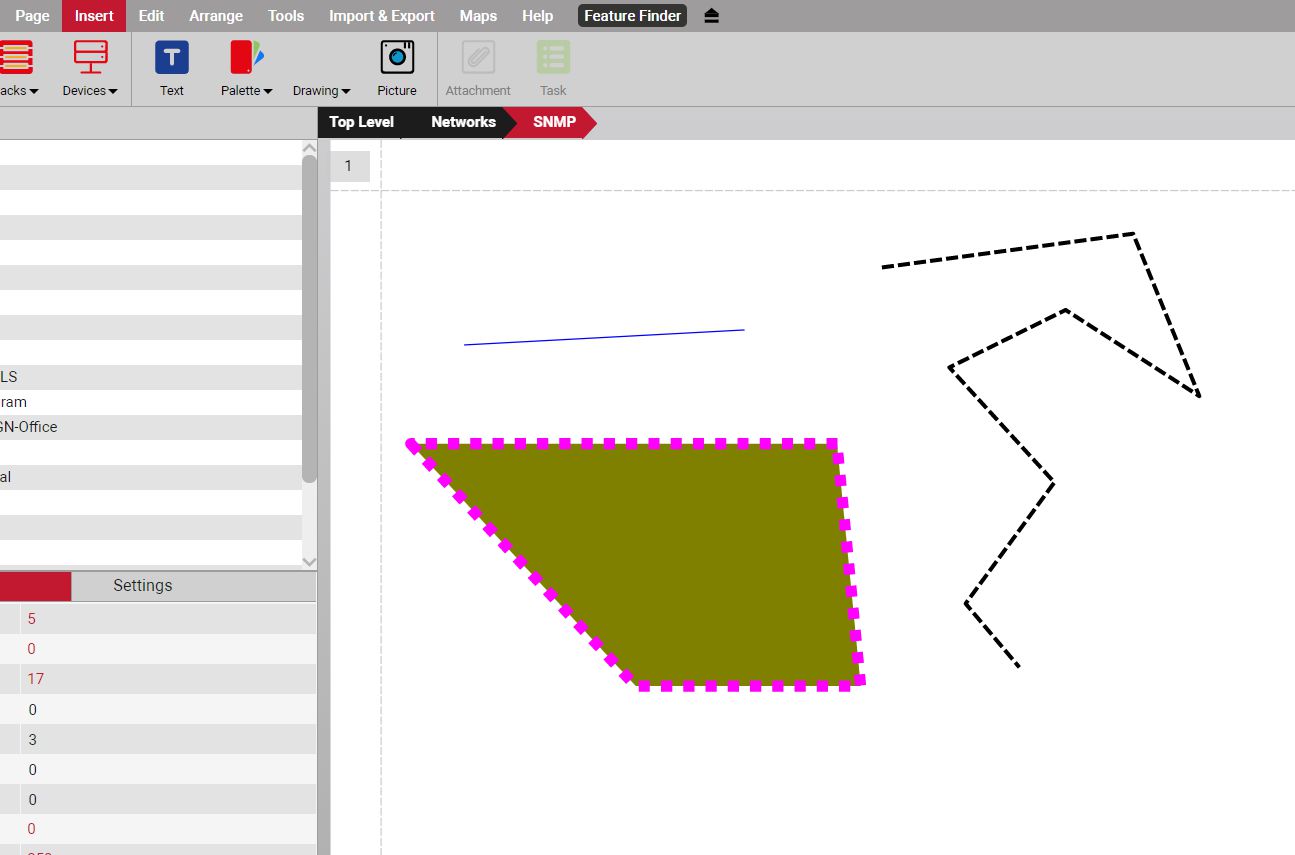 Page Insert Edit Arrange Tools Import & Export Maps Help Feature Finder
acks Devices Text Palette Drawing Picture Attachment Task
Top Level Networks SNMP
1
LS
ram
GN-Office
al
Settings
5
0
17
0
3
0
0
0